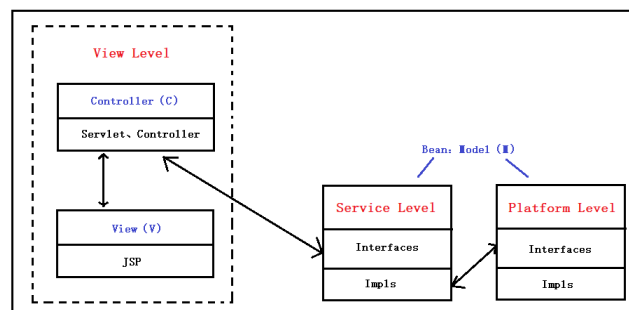 View Level
Controller (C)
Servlet、Controller
View (V)
JSP
Bean: Model (M)
Service Level
Interfaces
Impls
Platform Level
Interfaces
Impls